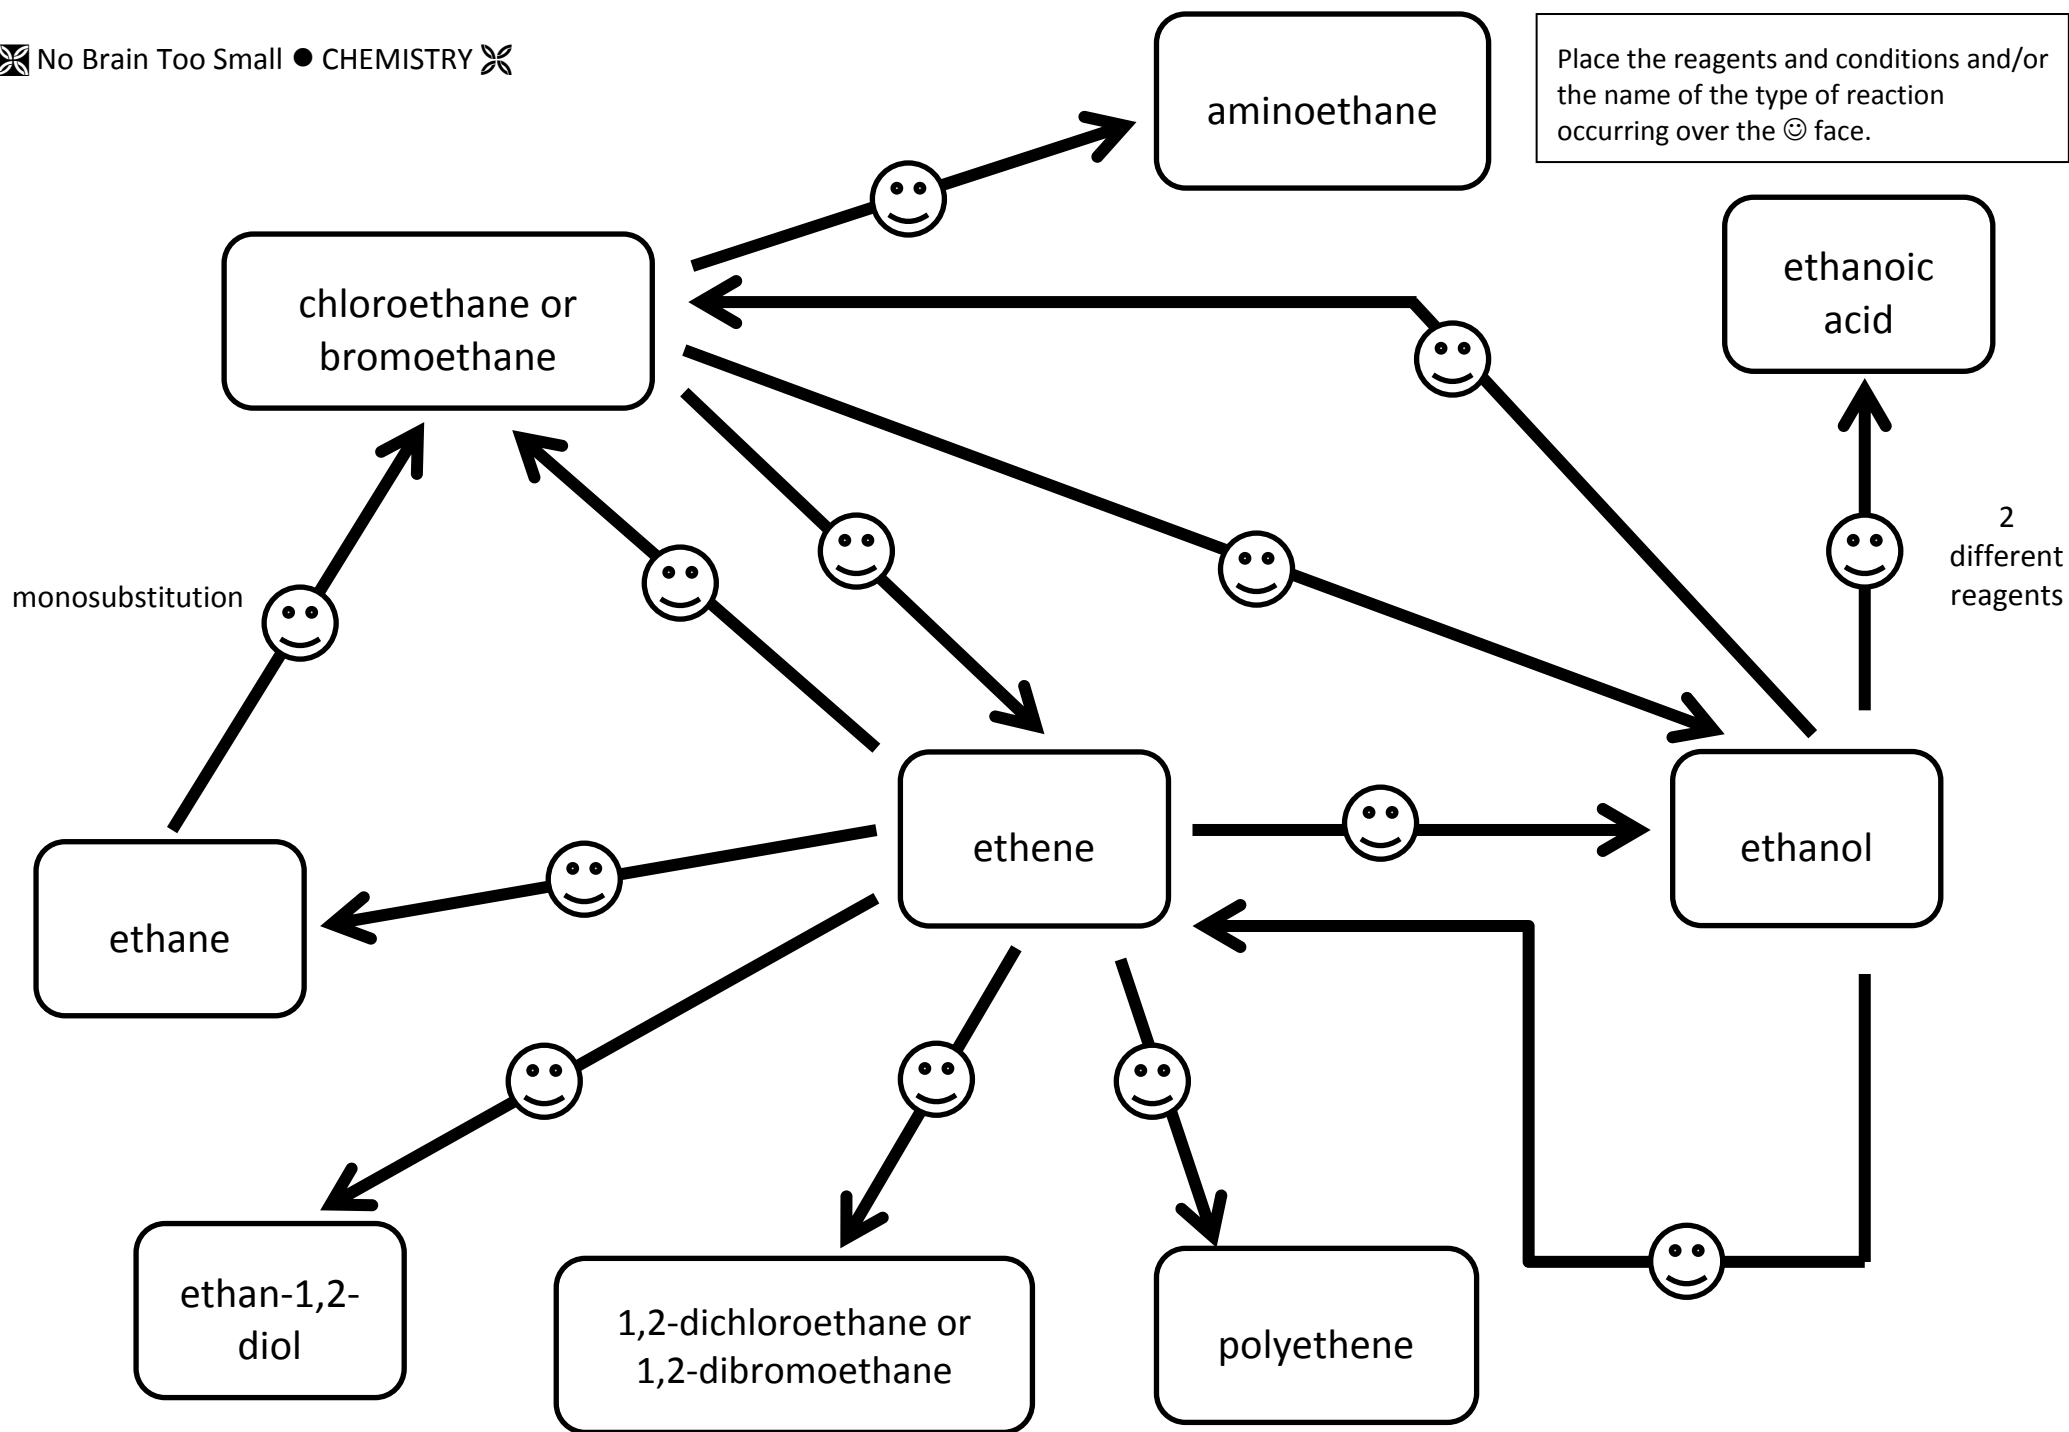 No Brain Too Small ● CHEMISTRY
aminoethane
Place the reagents and conditions and/or
the name of the type of reaction
occurring over the ☺ face.
chloroethane or
bromoethane
ethanoic
acid
2
different
reagents
monosubstitution
ethene
ethanol
ethane
ethan-1,2-
diol
1,2-dichloroethane or
1,2-dibromoethane
polyethene